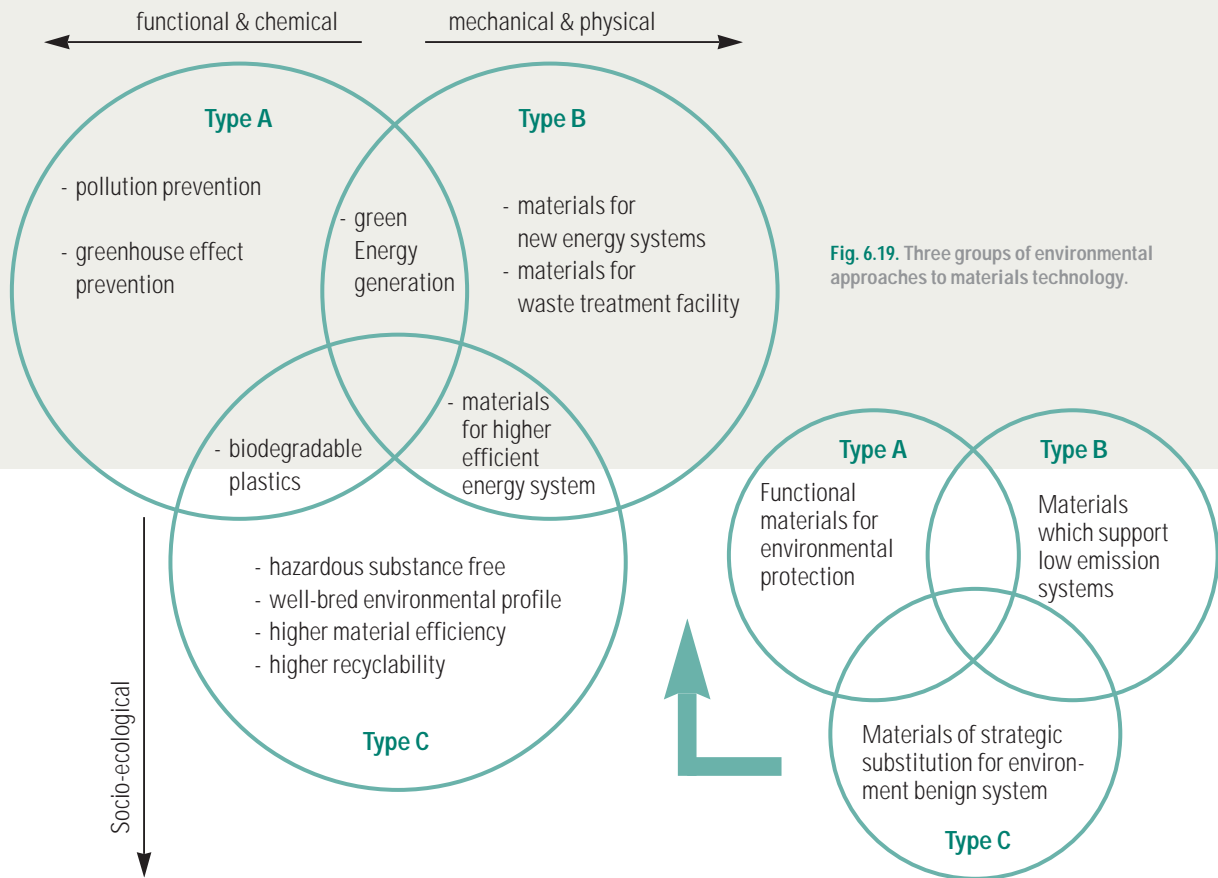 functional & chemical
mechanical & physical
Type A
Type B
- pollution prevention
- greenhouse effect
prevention
- green
Energy
generation
- materials for
new energy systems
- materials for
waste treatment facility
Fig. 6.19. Three groups of environmental
approaches to materials technology.
- biodegradable
plastics
- materials
for higher
efficient
energy system
- hazardous substance free
- well-bred environmental profile
- higher material efficiency
- higher recyclability
Type C
Socio-ecological
Type A
Type B
Functional
materials for
environmental
protection
Materials
which support
low emission
systems
Materials of strategic
substitution for environ-
ment benign system
Type C